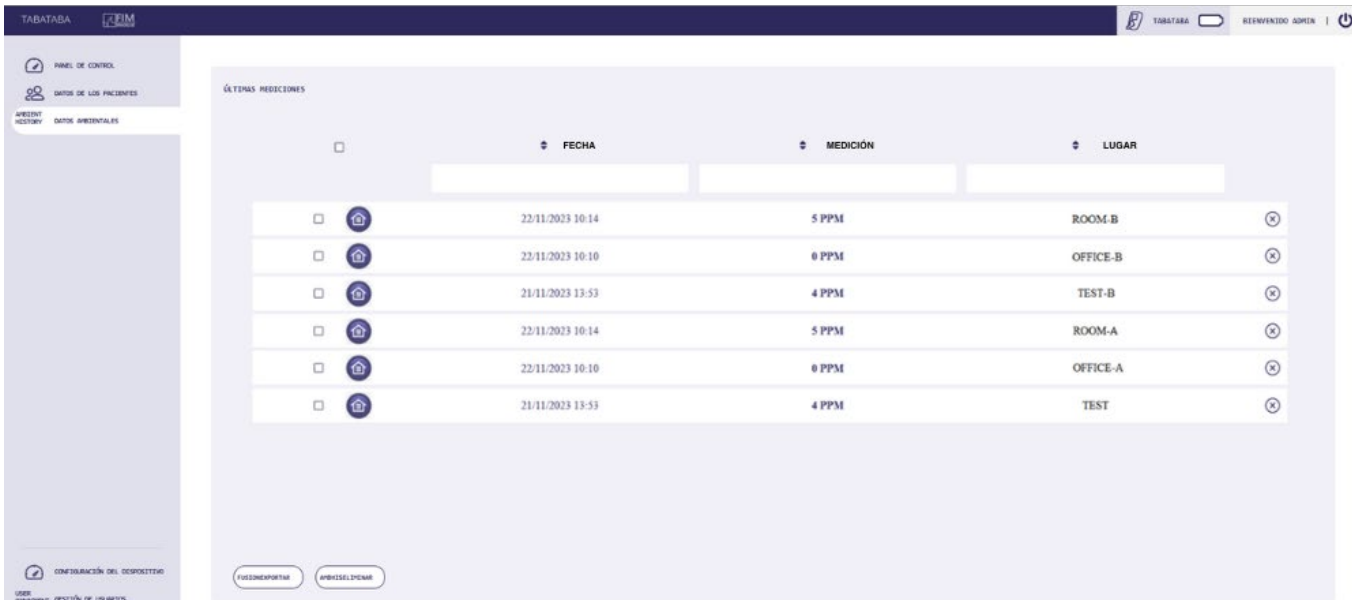 TABATABA FIM TABATABA BIENVENIDO ADMIN |
PANEL DE CONTROL
DATOS DE LOS PACIENTES
AMBIENT HISTORY DATOS AMBIENTALES
ÚLTIMAS MEDICIONES
FECHA MEDICIÓN LUGAR
22/11/2023 10:14 5 PPM ROOM-B
22/11/2023 10:10 0 PPM OFFICE-B
21/11/2023 13:53 4 PPM TEST-B
22/11/2023 10:14 5 PPM ROOM-A
22/11/2023 10:10 0 PPM OFFICE-A
21/11/2023 13:53 4 PPM TEST
CONFIGURACIÓN DEL DISPOSITIVO
FUSIONEXPORTAR
USER GESTIÓN DE USUARIOS